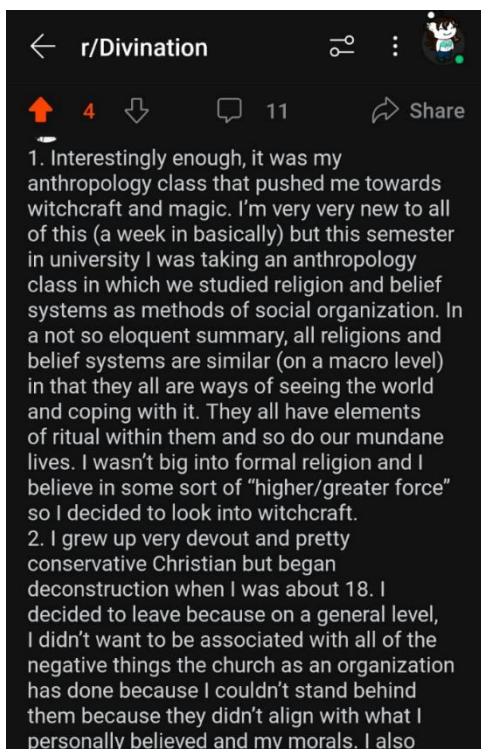 r/Divination
4 11 Share
1. Interestingly enough, it was my
anthropology class that pushed me towards
witchcraft and magic. I’m very very new to all
of this (a week in basically) but this semester
in university I was taking an anthropology
class in which we studied religion and belief
systems as methods of social organization. In
a not so eloquent summary, all religions and
belief systems are similar (on a macro level)
in that they all are ways of seeing the world
and coping with it. They all have elements
of ritual within them and so do our mundane
lives. I wasn’t big into formal religion and I
believe in some sort of “higher/greater force”
so I decided to look into witchcraft.
2. I grew up very devout and pretty
conservative Christian but began
deconstruction when I was about 18. I
decided to leave because on a general level,
I didn’t want to be associated with all of the
negative things the church as an organization
has done because I couldn’t stand behind
them because they didn’t align with what I
personally believed and my morals. I also